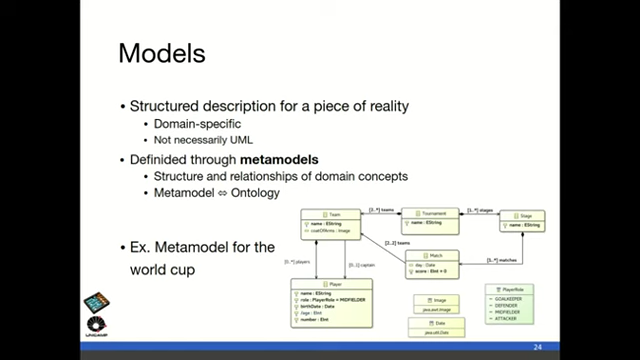 Models
• Structured description for a piece of reality
• Domain-specific
• Not necessarily UML
• Definided through metamodels
• Structure and relationships of domain concepts
• Metamodel ⇔ Ontology
• Ex. Metamodel for the
world cup
[2..*] teams
[1..*] stages
Team
name : EString
coatOfArms : Image
Tournament
name : EString
Stage
name : EString
[2..2] teams
[0..*] players
[0..1] captain
Match
day : Date
score : EInt = 0
[1..*] matches
Player
name : EString
role : PlayerRole = MIDFIELDER
birthDate : Date
/age : EInt
number : EInt
Image
java.awt.Image
Date
java.util.Date
PlayerRole
GOALKEEPER
DEFENDER
MIDFIELDER
ATTACKER
UNICAMP
24